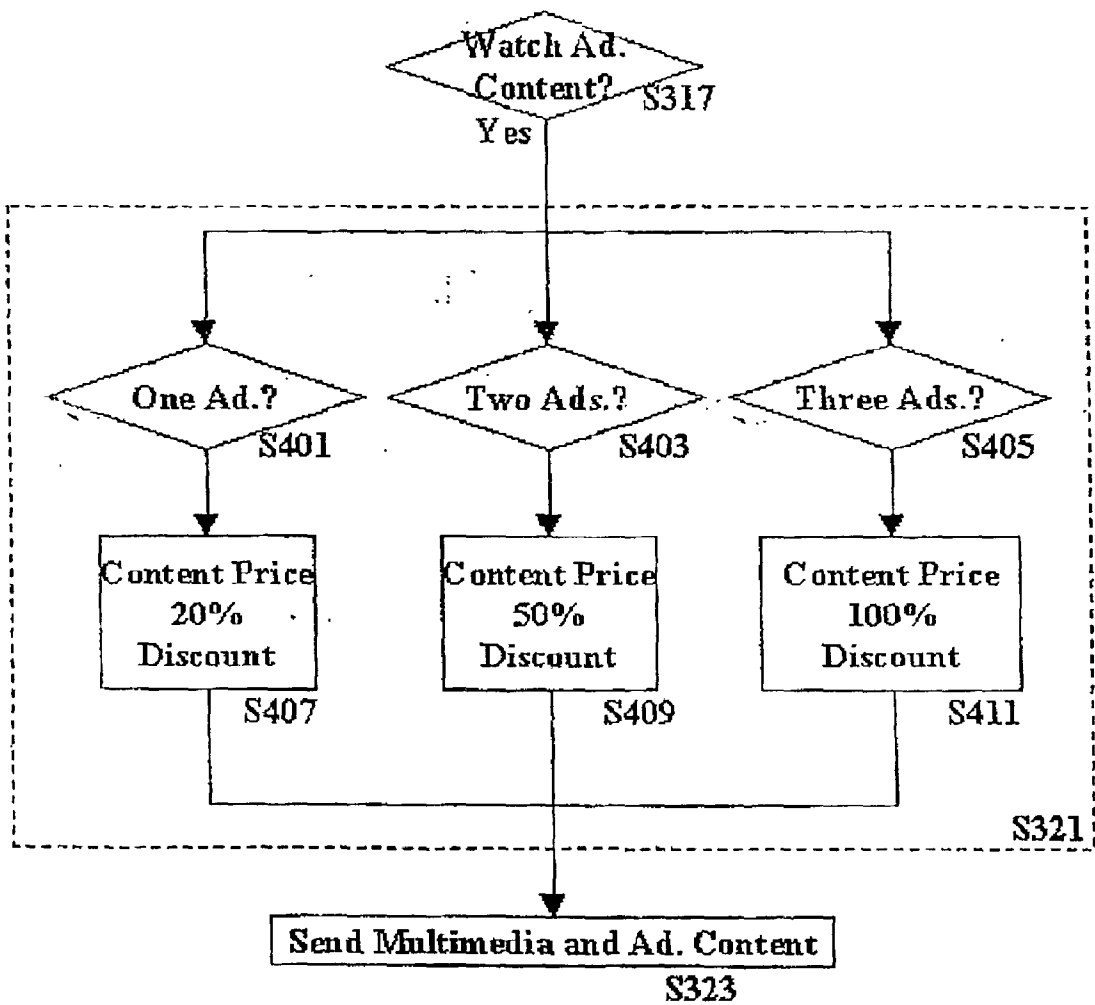 Watch Ad.
Content?
S317
Yes
One Ad.?
S401
Two Ads.?
S403
Three Ads.?
S405
Content Price
20%
Discount
S407
Content Price
50%
Discount
S409
Content Price
100%
Discount
S411
S321
Send Multimedia and Ad. Content
S323